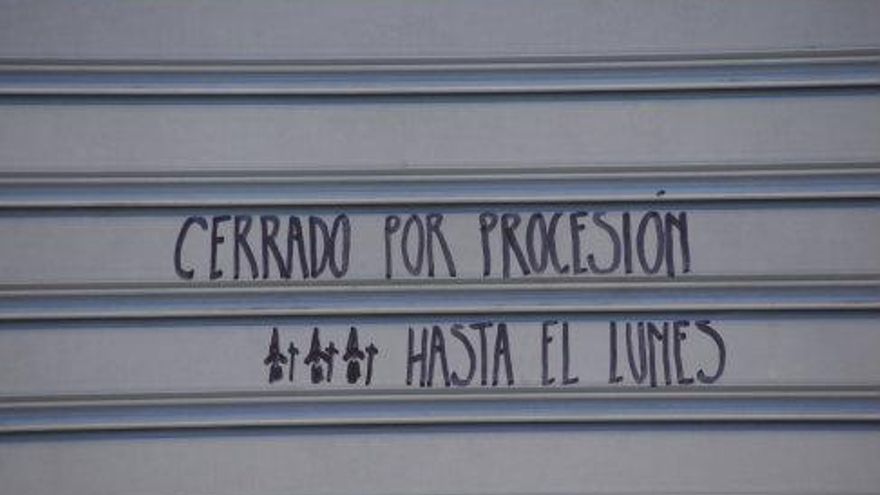 CERRADO POR PROCESIÓN
HASTA EL LUNES